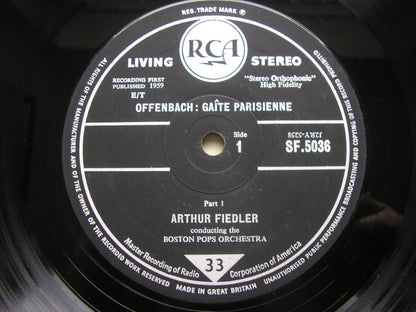 REG. TRADE MARK
RCA
LIVING STEREO
RECORDING FIRST
PUBLISHED 1959
E/T
"Stereo Orthophonic"
High Fidelity
OFFENBACH: GAÎTE PARISIENNE
Side
1
SF.5036
Part 1
ARTHUR FIEDLER
conducting the
BOSTON POPS ORCHESTRA
Master Recording of Radio Corporation of America
33
MADE IN GREAT BRITAIN
ALL RIGHTS OF THE MANUFACTURER AND OF THE OWNER OF THE RECORDED WORK RESERVED
UNAUTHORISED PUBLIC PERFORMANCE BROADCASTING AND COPYING OF THIS RECORD PROHIBITED